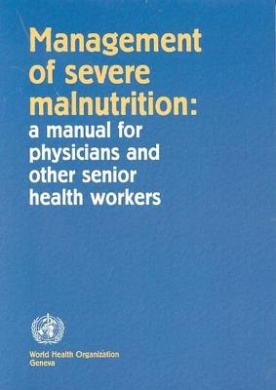 Management
of severe
malnutrition:
a manual for
physicians and
other senior
health workers
World Health Organization
Geneva